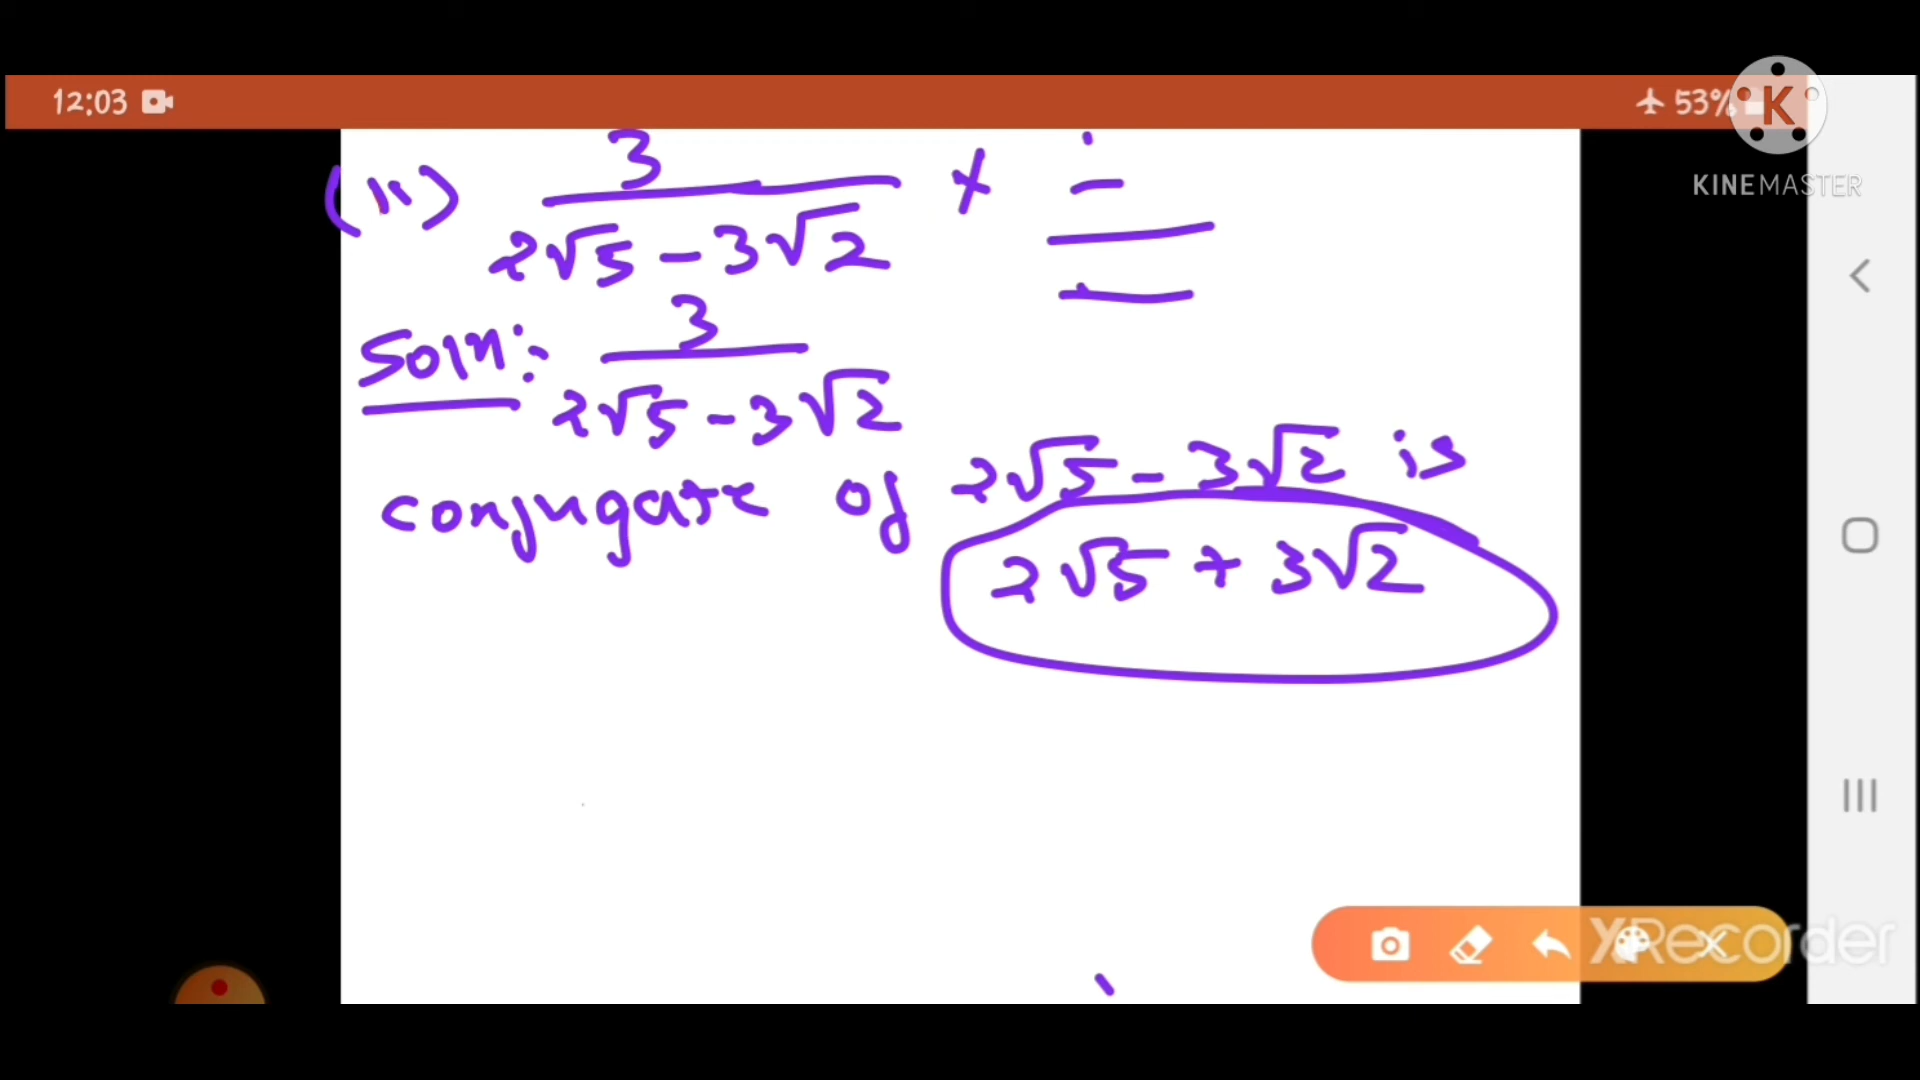 12:03
53%
K
KINEMASTER
(ii) 3 / 2√5 - 3√2 ×
Soln:- 3 / 2√5 - 3√2
conjugate of 2√5 - 3√2 is
2√5 + 3√2
XRecorder